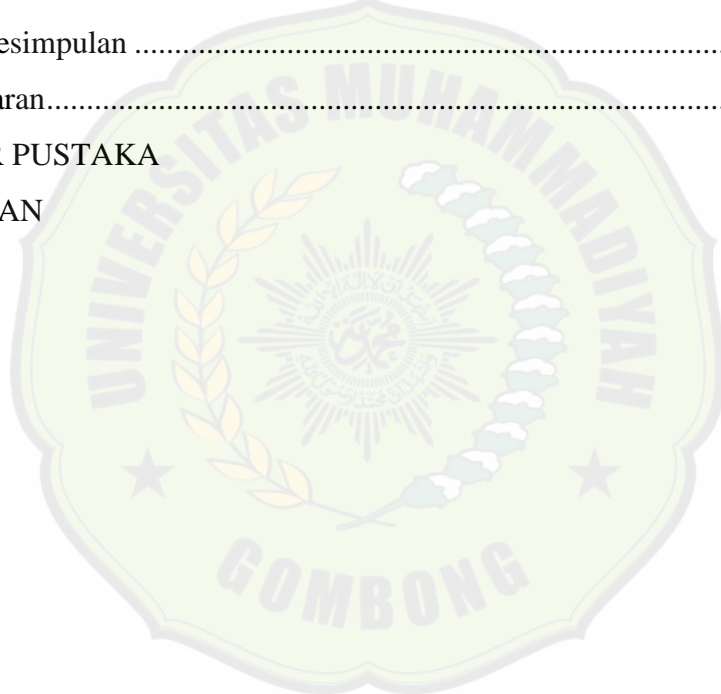 esimpulan ........................................................................
aran...................................................................................
R PUSTAKA
AN
UNIVERSITAS MUHAMMADIYAH
GOMBONG